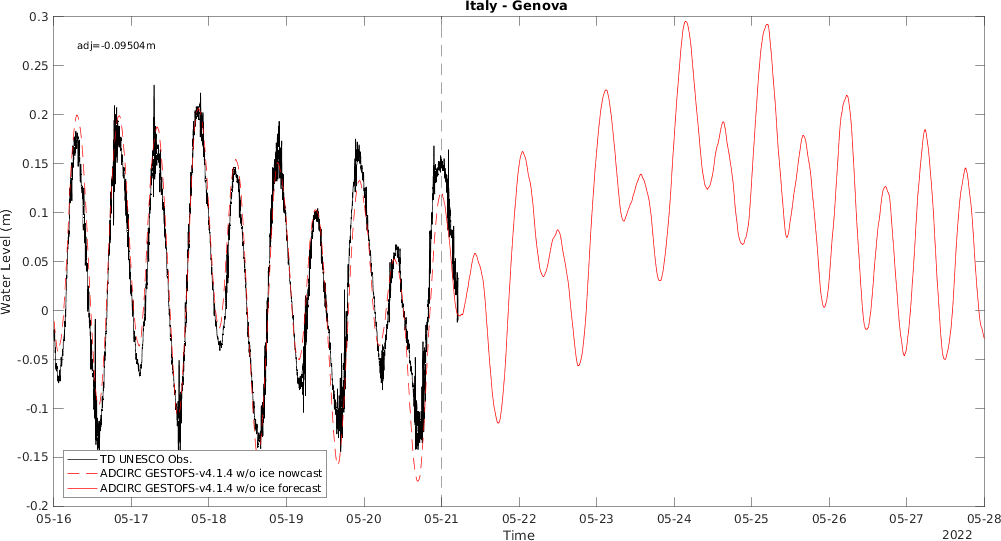 Italy - Genova
adj=-0.09504m
0.3
0.25
0.2
0.15
0.1
0.05
0
-0.05
-0.1
-0.15
-0.2
Water Level (m)
TD UNESCO Obs.
ADCIRC GESTOFS-v4.1.4 w/o ice nowcast
ADCIRC GESTOFS-v4.1.4 w/o ice forecast
05-16 05-17 05-18 05-19 05-20 05-21 05-22 05-23 05-24 05-25 05-26 05-27 05-28
Time
2022